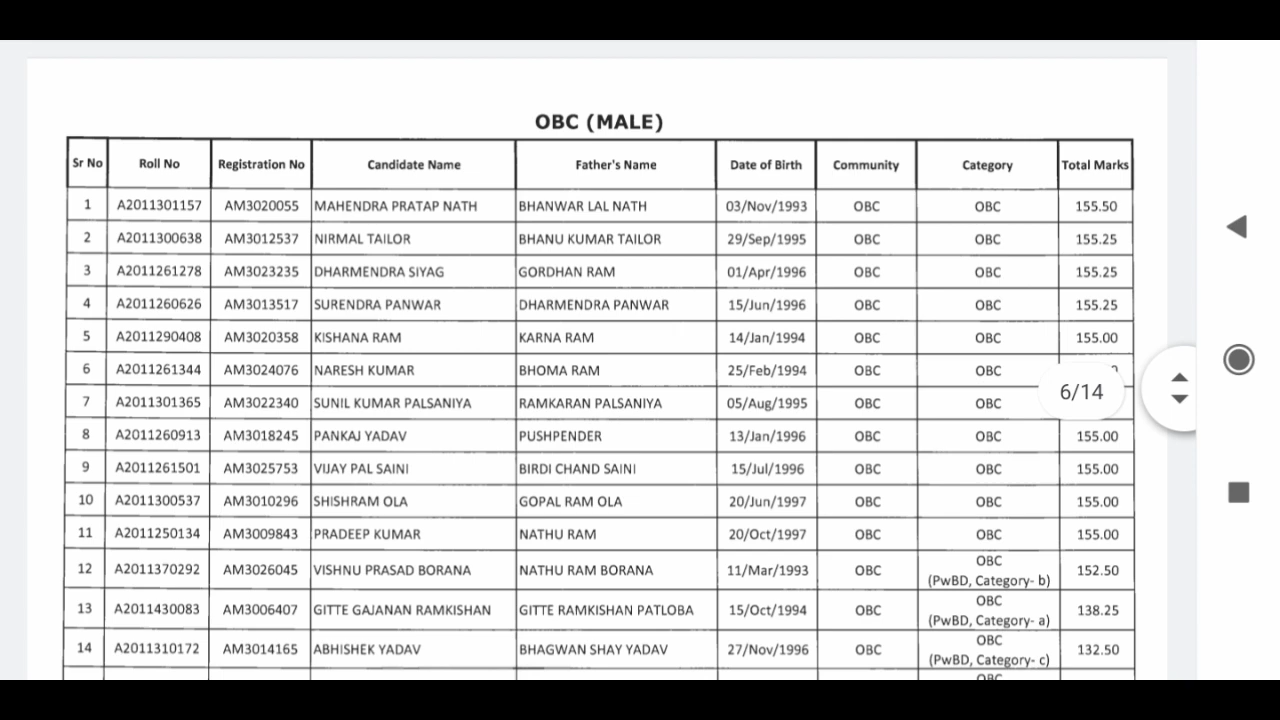 OBC (MALE)
Sr No Roll No Registration No Candidate Name Father's Name Date of Birth Community Category Total Marks
1 A2011301157 AM3020055 MAHENDRA PRATAP NATH BHANWAR LAL NATH 03/Nov/1993 OBC OBC 155.50
2 A2011300638 AM3012537 NIRMAL TAILOR BHANU KUMAR TAILOR 29/Sep/1995 OBC OBC 155.25
3 A2011261278 AM3023235 DHARMENDRA SIYAG GORDHAN RAM 01/Apr/1996 OBC OBC 155.25
4 A2011260626 AM3013517 SURENDRA PANWAR DHARMENDRA PANWAR 15/Jun/1996 OBC OBC 155.25
5 A2011290408 AM3020358 KISHANA RAM KARNA RAM 14/Jan/1994 OBC OBC 155.00
6 A2011261344 AM3024076 NARESH KUMAR BHOMA RAM 25/Feb/1994 OBC OBC
6/14
7 A2011301365 AM3022340 SUNIL KUMAR PALSANIYA RAMKARAN PALSANIYA 05/Aug/1995 OBC OBC
8 A2011260913 AM3018245 PANKAJ YADAV PUSHPENDER 13/Jan/1996 OBC OBC 155.00
9 A2011261501 AM3025753 VIJAY PAL SAINI BIRDI CHAND SAINI 15/Jul/1996 OBC OBC 155.00
10 A2011300537 AM3010296 SHISHRAM OLA GOPAL RAM OLA 20/Jun/1997 OBC OBC 155.00
11 A2011250134 AM3009843 PRADEEP KUMAR NATHU RAM 20/Oct/1997 OBC OBC 155.00
12 A2011370292 AM3026045 VISHNU PRASAD BORANA NATHU RAM BORANA 11/Mar/1993 OBC OBC 152.50
(PwBD, Category- b)
13 A2011430083 AM3006407 GITTE GAJANAN RAMKISHAN GITTE RAMKISHAN PATLOBA 15/Oct/1994 OBC OBC 138.25
(PwBD, Category- a)
14 A2011310172 AM3014165 ABHISHEK YADAV BHAGWAN SHAY YADAV 27/Nov/1996 OBC OBC 132.50
(PwBD, Category- c)